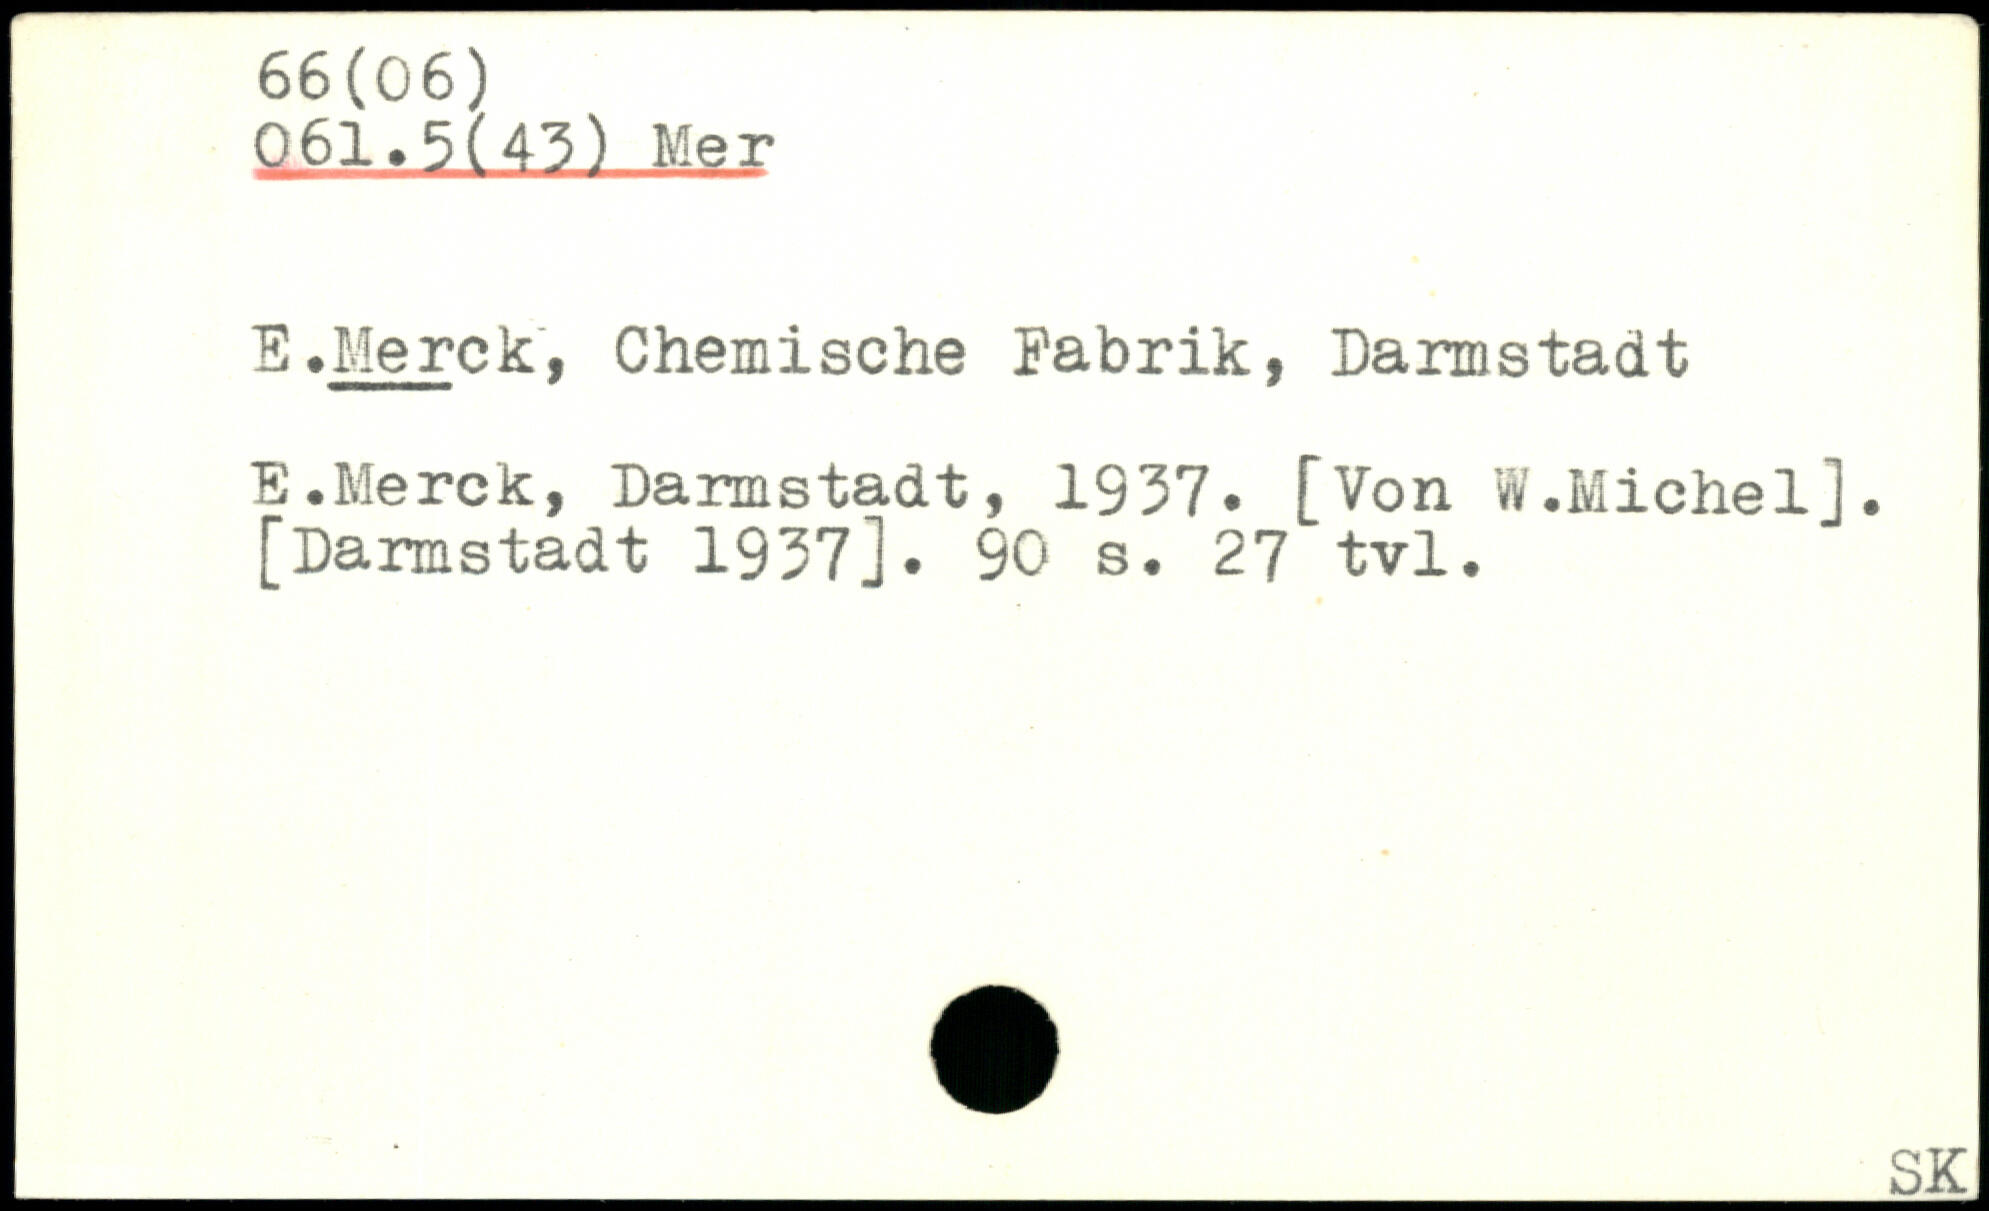 66(06)
061.5(43) Mer
E.Merck, Chemische Fabrik, Darmstadt
E.Merck, Darmstadt, 1937. [Von W.Michel].
[Darmstadt 1937]. 90 s. 27 tvl.
SK